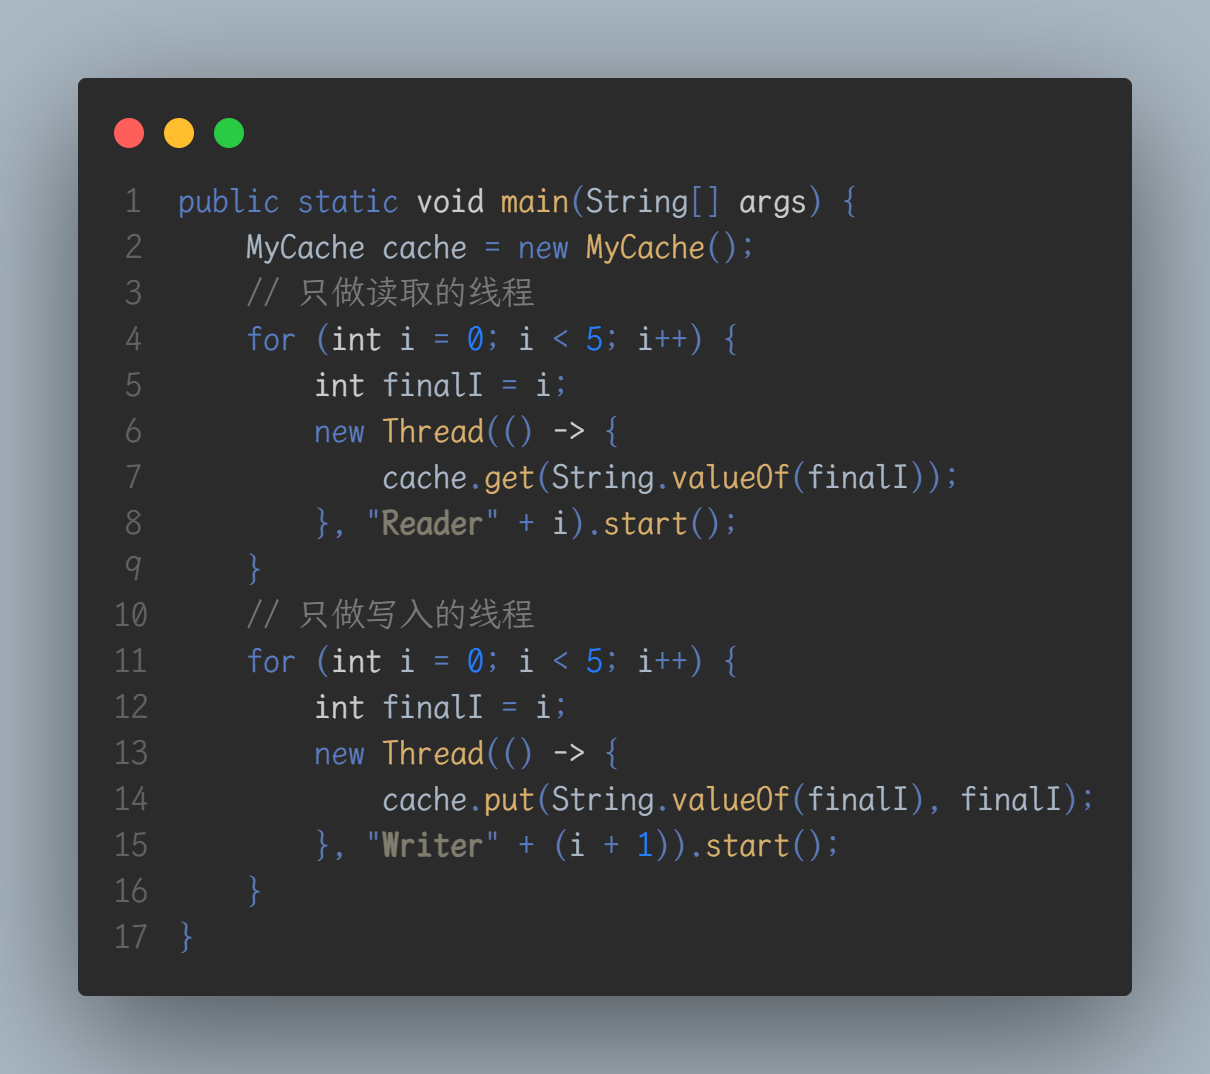 1 public static void main(String[] args) {
2     MyCache cache = new MyCache();
3     // 只做读取的线程
4     for (int i = 0; i < 5; i++) {
5         int finalI = i;
6         new Thread(() -> {
7             cache.get(String.valueOf(finalI));
8         }, "Reader" + i).start();
9     }
10     // 只做写入的线程
11     for (int i = 0; i < 5; i++) {
12         int finalI = i;
13         new Thread(() -> {
14             cache.put(String.valueOf(finalI), finalI);
15         }, "Writer" + (i + 1)).start();
16     }
17 }